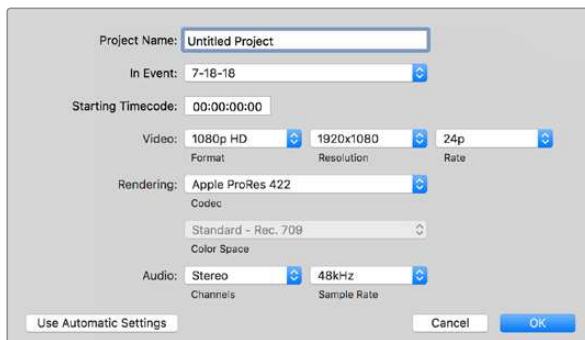 Project Name: Untitled Project
In Event: 7-18-18
Starting Timecode: 00:00:00:00
Video: 1080p HD 1920x1080 24p
Format Resolution Rate
Rendering: Apple ProRes 422
Codec
Standard - Rec. 709
Color Space
Audio: Stereo 48kHz
Channels Sample Rate
Use Automatic Settings Cancel OK